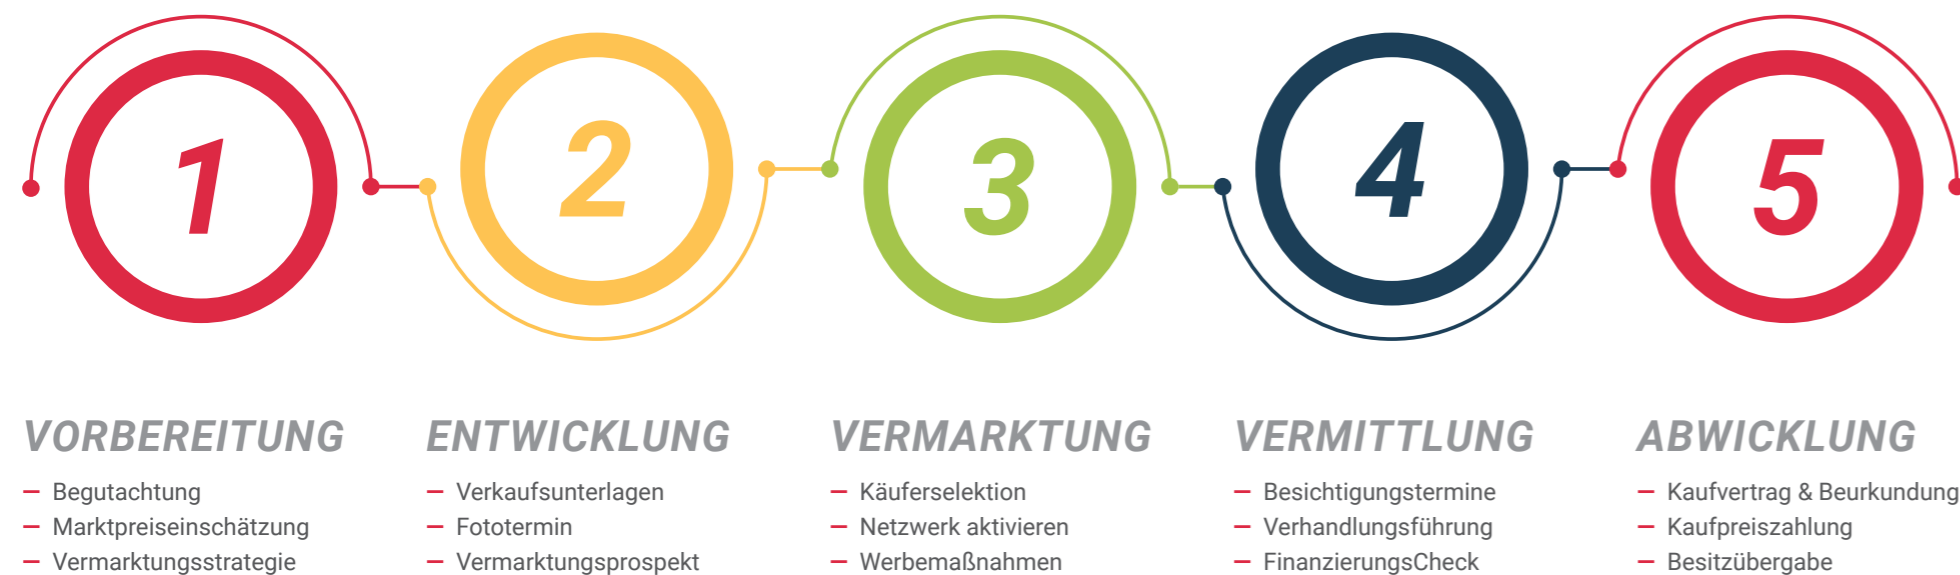 1
2
3
4
5
VORBEREITUNG
– Begutachtung
– Marktpreiseinschätzung
– Vermarktungsstrategie
ENTWICKLUNG
– Verkaufsunterlagen
– Fototermin
– Vermarktungsprospekt
VERMARKTUNG
– Käuferselektion
– Netzwerk aktivieren
– Werbemaßnahmen
VERMITTLUNG
– Besichtigungstermine
– Verhandlungsführung
– FinanzierungsCheck
ABWICKLUNG
– Kaufvertrag & Beurkundung
– Kaufpreiszahlung
– Besitzübergabe